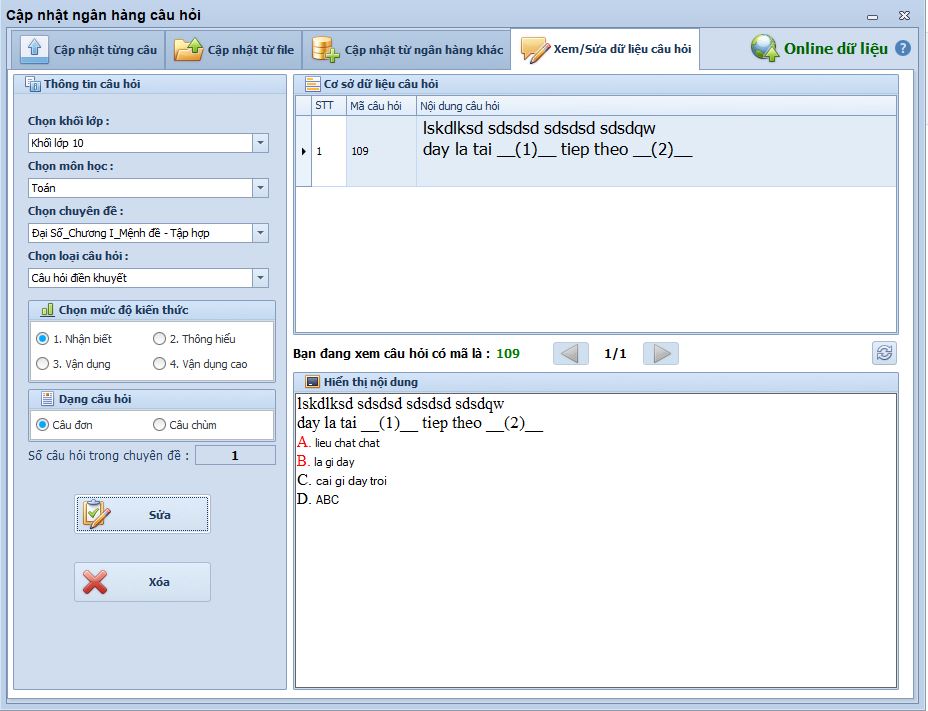 Cập nhật ngân hàng câu hỏi
Cập nhật từng câu
Cập nhật từ file
Cập nhật từ ngân hàng khác
Xem/Sửa dữ liệu câu hỏi
Online dữ liệu
?
Thông tin câu hỏi
Chọn khối lớp :
Khối lớp 10
Chọn môn học :
Toán
Chọn chuyên đề :
Đại Số_Chương I_Mệnh đề - Tập hợp
Chọn loại câu hỏi :
Câu hỏi điền khuyết
Chọn mức độ kiến thức
1. Nhận biết
2. Thông hiểu
3. Vận dụng
4. Vận dụng cao
Dạng câu hỏi
Câu đơn
Câu chùm
Số câu hỏi trong chuyên đề :
1
Sửa
Xóa
Cơ sở dữ liệu câu hỏi
STT
Mã câu hỏi
Nội dung câu hỏi
1
109
lskdlksd sdsdsd sdsdsd sdsdqw
day la tai __(1)__ tiep theo __(2)__
Bạn đang xem câu hỏi có mã là : 109
1/1
Hiển thị nội dung
lskdlksd sdsdsd sdsdsd sdsdqw
day la tai __(1)__ tiep theo __(2)__
A. lieu chat chat
B. la gi day
C. cai gi day troi
D. ABC